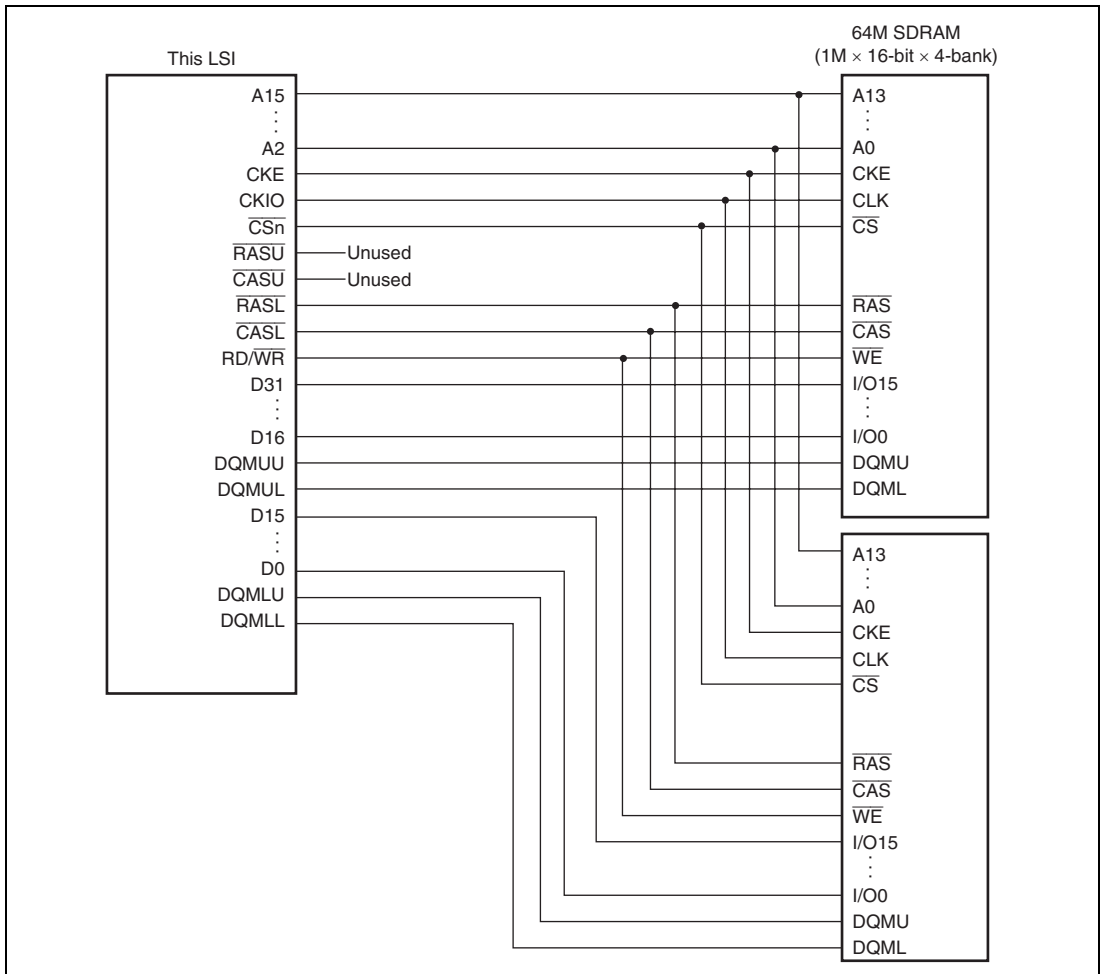 64M SDRAM
(1M × 16-bit × 4-bank)
This LSI
A15
A2
CKE
CKIO
CSn
RASU
Unused
CASU
Unused
RASL
CASL
RD/WR
D31
D16
DQMUU
DQMUL
D15
D0
DQMLU
DQMLL
A13
A0
CKE
CLK
CS
RAS
CAS
WE
I/O15
I/O0
DQMU
DQML
A13
A0
CKE
CLK
CS
RAS
CAS
WE
I/O15
I/O0
DQMU
DQML